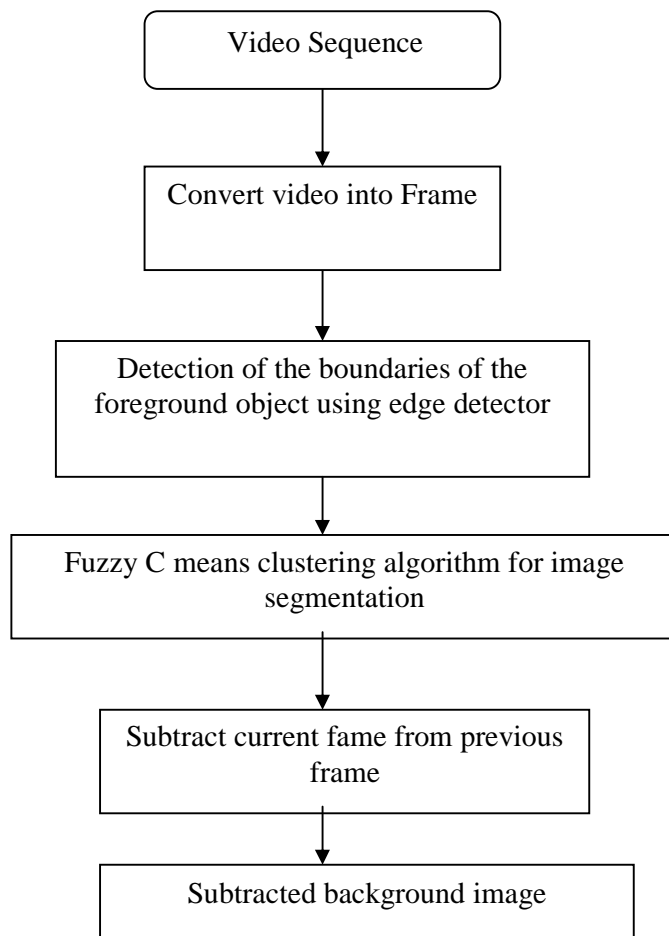 Video Sequence
Convert video into Frame
Detection of the boundaries of the
foreground object using edge detector
Fuzzy C means clustering algorithm for image
segmentation
Subtract current fame from previous
frame
Subtracted background image